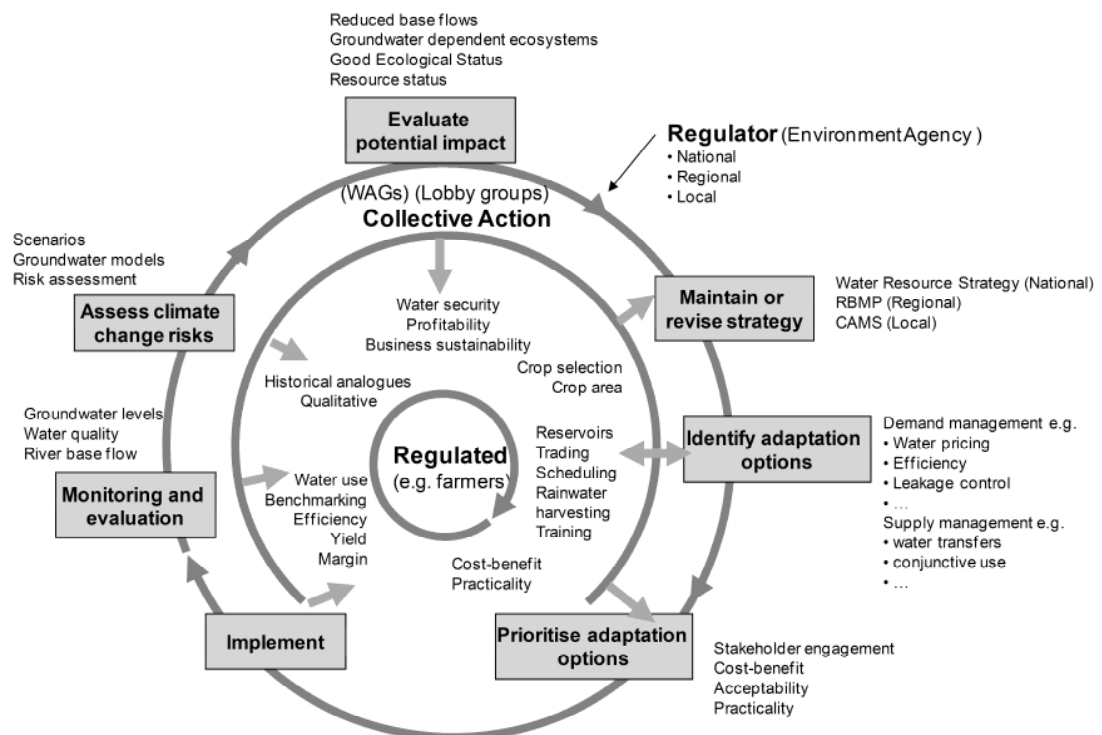 Reduced base flows
Groundwater dependent ecosystems
Good Ecological Status
Resource status
Evaluate
potential impact
Regulator (Environment Agency )
• National
• Regional
• Local
(WAGs) (Lobby groups)
Collective Action
Scenarios
Groundwater models
Risk assessment
Assess climate
change risks
Water security
Profitability
Business sustainability
Maintain or
revise strategy
Water Resource Strategy (National)
RBMP (Regional)
CAMS (Local)
Crop selection
Crop area
Historical analogues
Qualitative
Groundwater levels
Water quality
River base flow
Monitoring and
evaluation
Regulated
(e.g. farmers)
Reservoirs
Trading
Scheduling
Rainwater
harvesting
Training
Identify adaptation
options
Demand management e.g.
• Water pricing
• Efficiency
• Leakage control
• ...
Supply management e.g.
• water transfers
• conjunctive use
• ...
Water use
Benchmarking
Efficiency
Yield
Margin
Cost-benefit
Practicality
Implement
Prioritise adaptation
options
Stakeholder engagement
Cost-benefit
Acceptability
Practicality